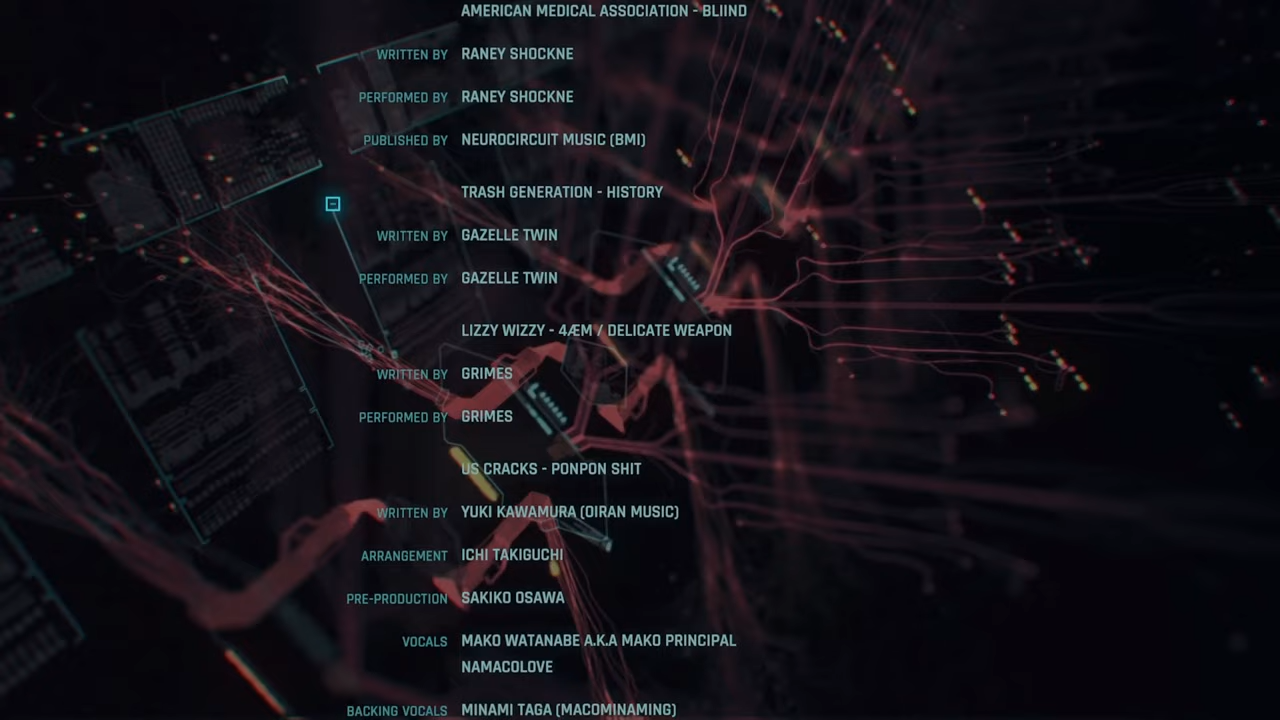 AMERICAN MEDICAL ASSOCIATION - BLIIND
WRITTEN BY RANEY SHOCKNE
PERFORMED BY RANEY SHOCKNE
PUBLISHED BY NEUROCIRCUIT MUSIC (BMI)
TRASH GENERATION - HISTORY
WRITTEN BY GAZELLE TWIN
PERFORMED BY GAZELLE TWIN
LIZZY WIZZY - 4ÆM / DELICATE WEAPON
WRITTEN BY GRIMES
PERFORMED BY GRIMES
US CRACKS - PONPON SHIT
WRITTEN BY YUKI KAWAMURA (OIRAN MUSIC)
ARRANGEMENT ICHI TAKIGUCHI
PRE-PRODUCTION SAKIKO OSAWA
VOCALS MAKO WATANABE A.K.A MAKO PRINCIPAL
NAMACOLOVE
BACKING VOCALS MINAMI TAGA (MACOMINAMING)